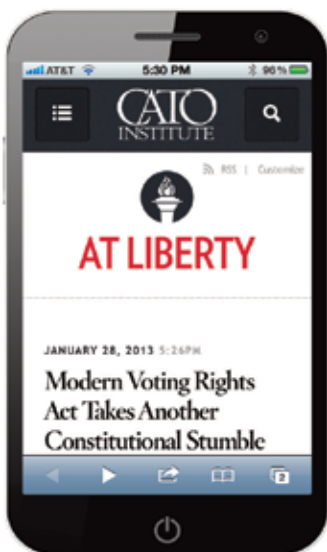 AT&T 5:30 PM 96%
CATO
INSTITUTE
RSS | Customize
AT LIBERTY
JANUARY 28, 2013 5:26PM
Modern Voting Rights
Act Takes Another
Constitutional Stumble
2